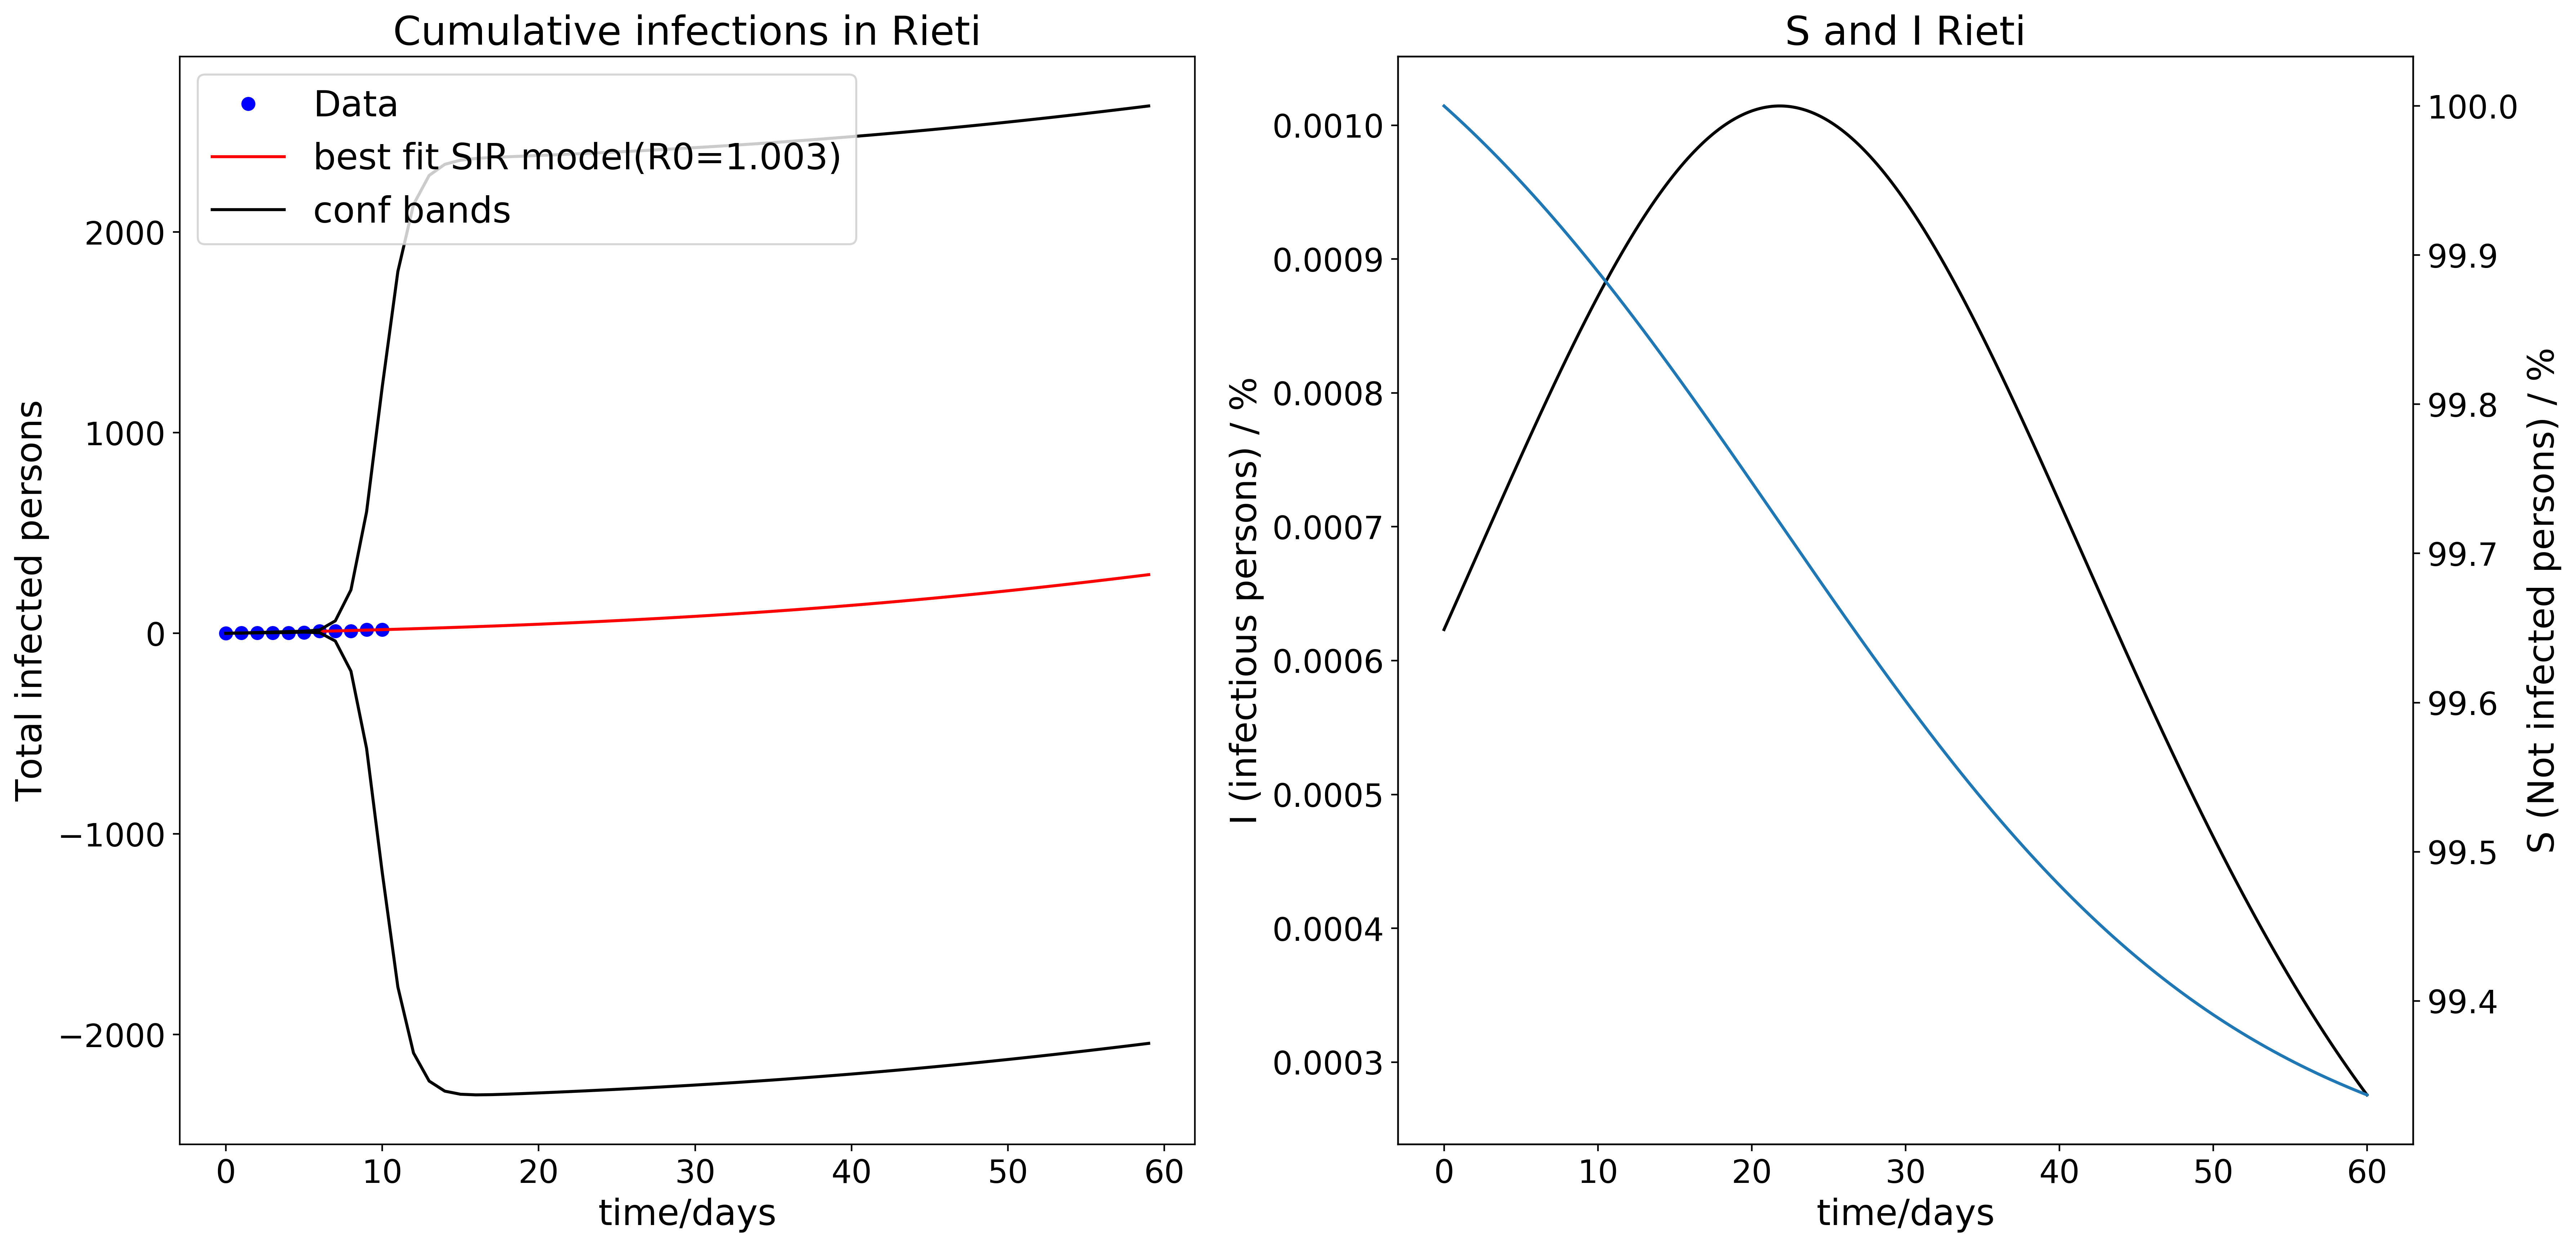 Cumulative infections in Rieti
Data
best fit SIR model(R0=1.003)
conf bands
Total infected persons
2000
1000
0
−1000
−2000
0 10 20 30 40 50 60
time/days
S and I Rieti
I (infectious persons) / %
0.0010
0.0009
0.0008
0.0007
0.0006
0.0005
0.0004
0.0003
0 10 20 30 40 50 60
time/days
100.0
99.9
99.8
99.7
99.6
99.5
99.4
S (Not infected persons) / %